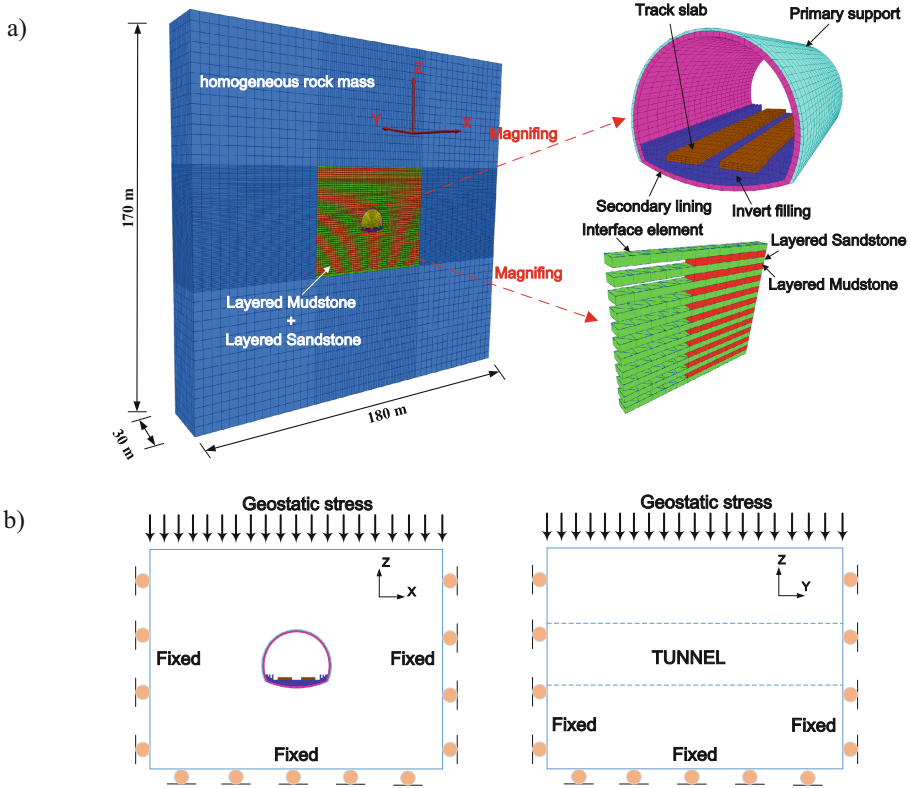 a)
homogeneous rock mass
Z
Y
X
170 m
180 m
30 m
Layered Mudstone
+
Layered Sandstone
Magnifing
Magnifing
Track slab
Primary support
Secondary lining
Invert filling
Interface element
Layered Sandstone
Layered Mudstone
b)
Geostatic stress
Z
X
Fixed
Fixed
Fixed
Geostatic stress
Z
Y
TUNNEL
Fixed
Fixed
Fixed